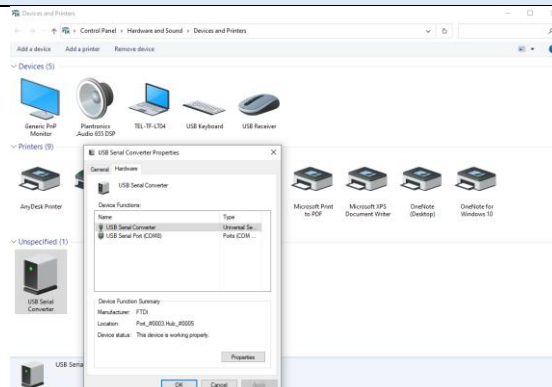 Devices and Printers
Control Panel > Hardware and Sound > Devices and Printers
Add a device Add a printer Remove device
Devices (5)
Generic PnP Monitor
Plantronics .Audio 655 DSP
TEL-TF-LT04
USB Keyboard
USB Receiver
Printers (9)
AnyDesk Printer
Microsoft Print to PDF
Microsoft XPS Document Writer
OneNote (Desktop)
OneNote for Windows 10
Unspecified (1)
USB Serial Converter
USB Serial Converter Properties
General Hardware
USB Serial Converter
Device Functions:
Name Type
USB Serial Converter Universal Se...
USB Serial Port (COM8) Ports (COM ...
Device Function Summary
Manufacturer: FTDI
Location: Port_#0003.Hub_#0005
Device status: This device is working properly.
Properties
OK Cancel Apply
USB Seria